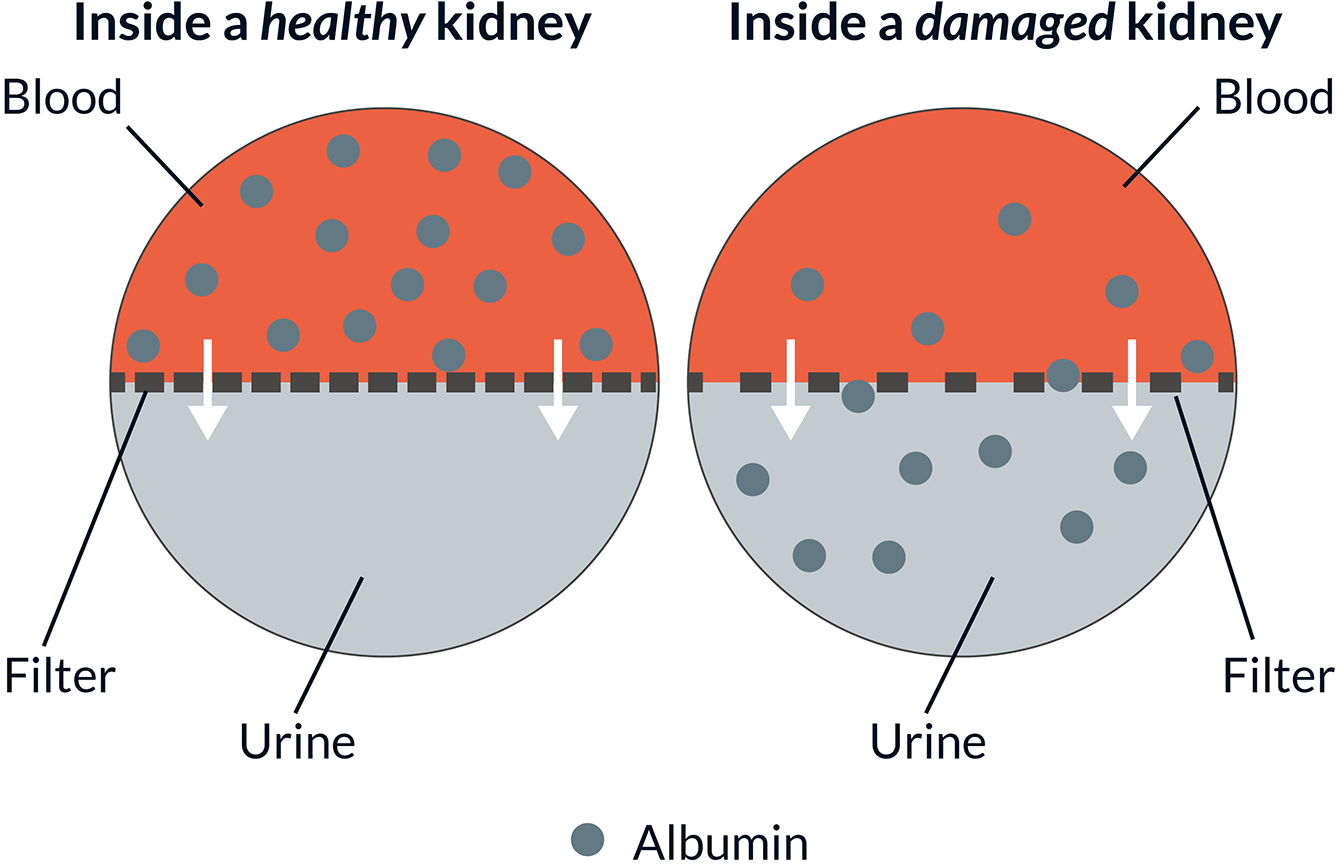 Inside a healthy kidney
Inside a damaged kidney
Blood
Blood
Filter
Filter
Urine
Urine
Albumin